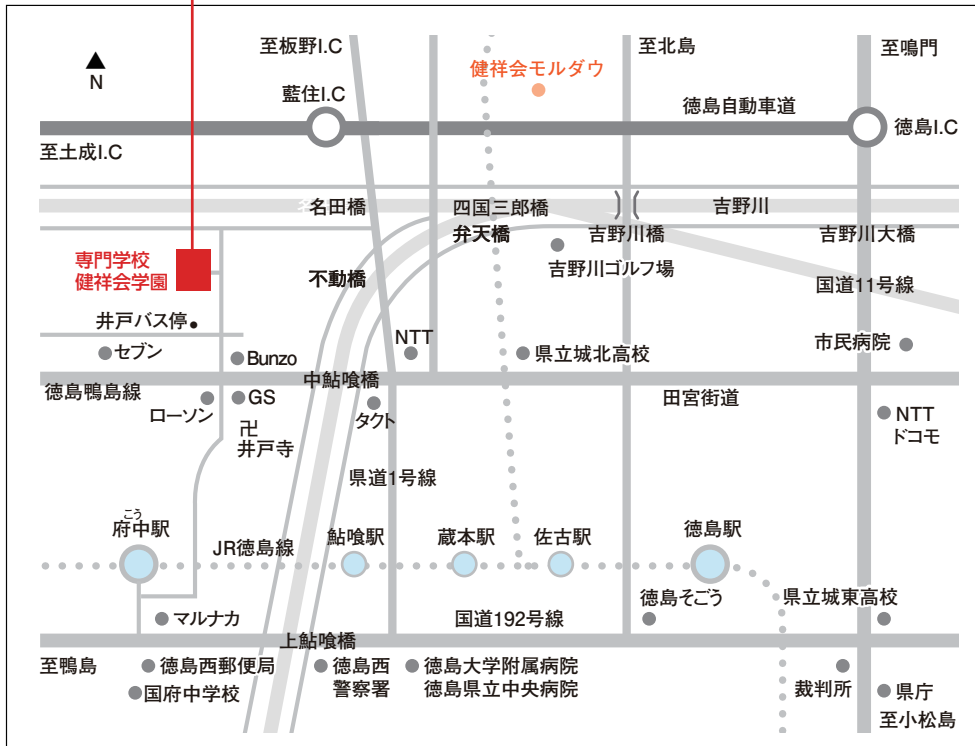 至板野I.C
至北島
至鳴門
N
健祥会モルダウ
藍住I.C
徳島自動車道
徳島I.C
至土成I.C
名田橋
四国三郎橋
吉野川
弁天橋
吉野川橋
吉野川大橋
専門学校
健祥会学園
不動橋
吉野川ゴルフ場
国道11号線
井戸バス停
セブン
Bunzo
NTT
県立城北高校
市民病院
中鮎喰橋
徳島鴨島線
ローソン
GS
タクト
田宮街道
NTT
ドコモ
卍
井戸寺
県道1号線
こう
府中駅
JR徳島線
鮎喰駅
蔵本駅
佐古駅
徳島駅
マルナカ
国道192号線
徳島そごう
県立城東高校
上鮎喰橋
至鴨島
徳島西郵便局
国府中学校
徳島西
警察署
徳島大学附属病院
徳島県立中央病院
裁判所
県庁
至小松島